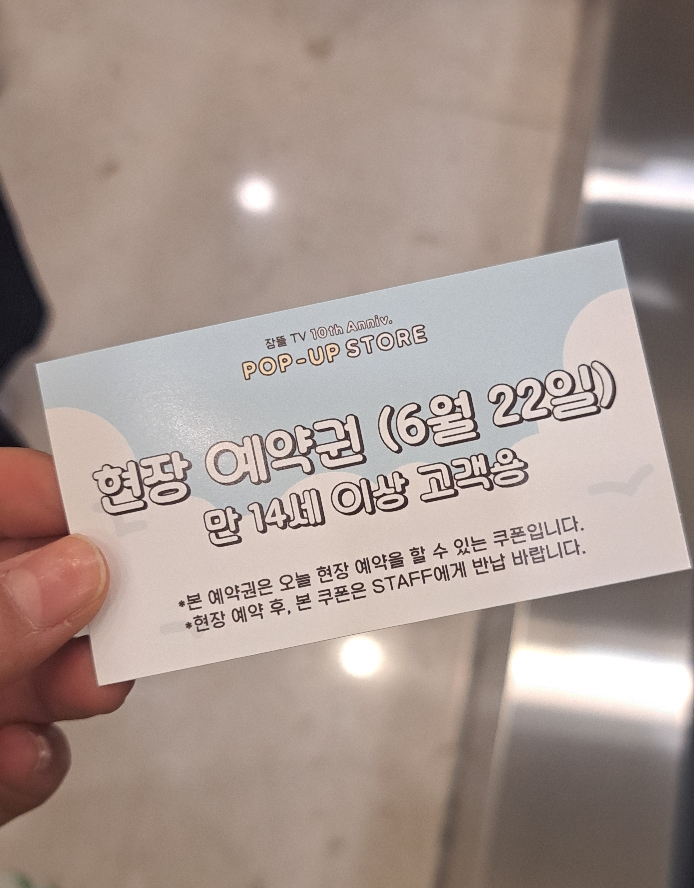 잠뜰 TV 10th Anniv.
POP-UP STORE
현장 예약권 (6월 22일)
만 14세 이상 고객용
*본 예약권은 오늘 현장 예약을 할 수 있는 쿠폰입니다.
*현장 예약 후, 본 쿠폰은 STAFF에게 반납 바랍니다.